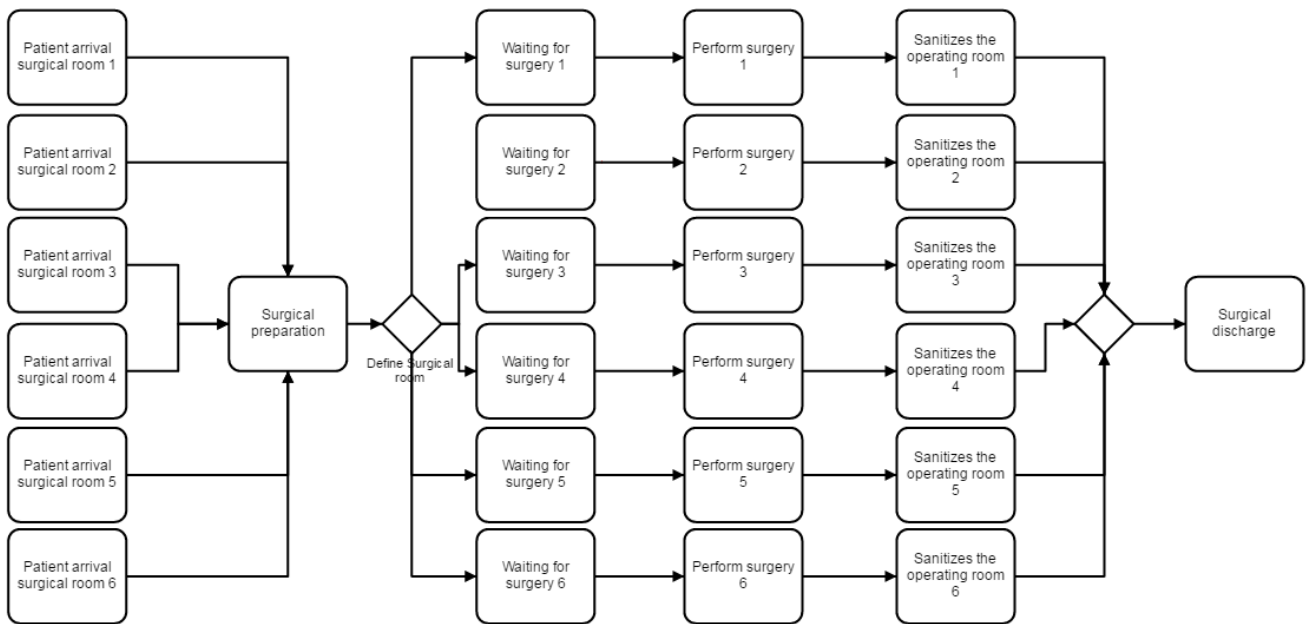 Patient arrival
surgical room 1
Waiting for
surgery 1
Perform surgery
1
Sanitizes the
operating room
1
Patient arrival
surgical room 2
Waiting for
surgery 2
Perform surgery
2
Sanitizes the
operating room
2
Patient arrival
surgical room 3
Waiting for
surgery 3
Perform surgery
3
Sanitizes the
operating room
3
Surgical
preparation
Define Surgical
room
Surgical
discharge
Patient arrival
surgical room 4
Waiting for
surgery 4
Perform surgery
4
Sanitizes the
operating room
4
Patient arrival
surgical room 5
Waiting for
surgery 5
Perform surgery
5
Sanitizes the
operating room
5
Patient arrival
surgical room 6
Waiting for
surgery 6
Perform surgery
6
Sanitizes the
operating room
6